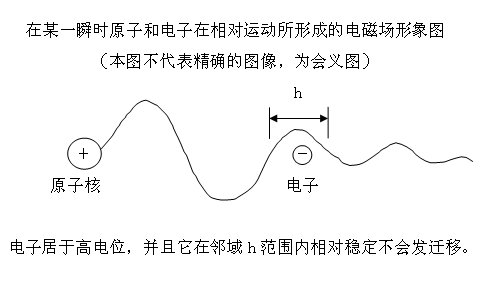 在某一瞬时原子和电子在相对运动所形成的电磁场形象图
（本图不代表精确的图像，为会义图）
h
+
−
原子核
电子
电子居于高电位，并且它在邻域h范围内相对稳定不会发迁移。